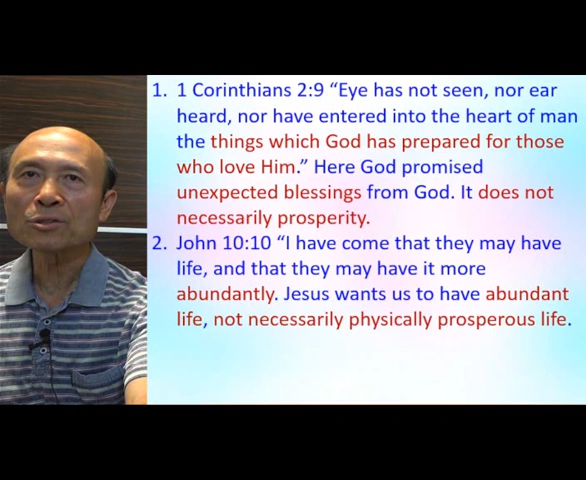 1. 1 Corinthians 2:9 “Eye has not seen, nor ear
heard, nor have entered into the heart of man
the things which God has prepared for those
who love Him.” Here God promised
unexpected blessings from God. It does not
necessarily prosperity.
2. John 10:10 “I have come that they may have
life, and that they may have it more
abundantly. Jesus wants us to have abundant
life, not necessarily physically prosperous life.